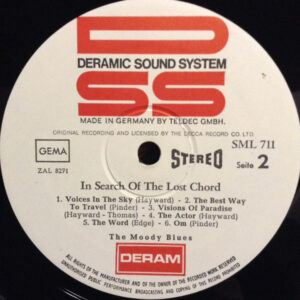 DSS
DERAMIC SOUND SYSTEM
MADE IN GERMANY BY TELDEC GMBH.
ORIGINAL RECORDING AND LICENSED BY THE DECCA RECORD CO. LTD.
GEMA
ZAL 8271
STEREO
SML 711
Seite 2
In Search Of The Lost Chord
1. Voices In The Sky (Hayward) - 2. The Best Way
To Travel (Pinder) - 3. Visions Of Paradise
(Hayward - Thomas) - 4. The Actor (Hayward)
5. The Word (Edge) - 6. Om (Pinder)
The Moody Blues
DERAM
ALL RIGHTS OF THE MANUFACTURER AND OF THE OWNER OF THE RECORDED WORK RESERVED
UNAUTHORISED PUBLIC PERFORMANCE BROADCASTING AND COPYING OF THIS RECORD PROHIBITED